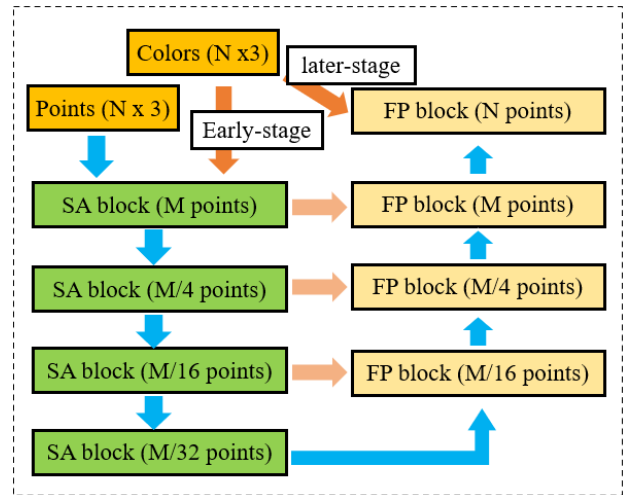 Colors (N x3)
later-stage
Points (N x 3)
Early-stage
FP block (N points)
SA block (M points)
FP block (M points)
SA block (M/4 points)
FP block (M/4 points)
SA block (M/16 points)
FP block (M/16 points)
SA block (M/32 points)